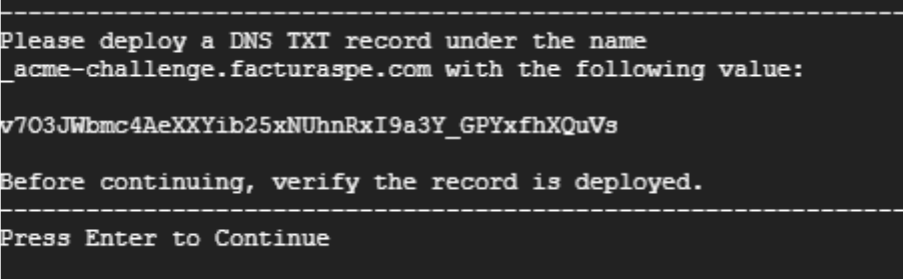 Please deploy a DNS TXT record under the name
_acme-challenge.facturaspe.com with the following value:
v7O3JWbmc4AeXXYib25xNUhnRxI9a3Y_GPYxfhXQuVs
Before continuing, verify the record is deployed.
Press Enter to Continue